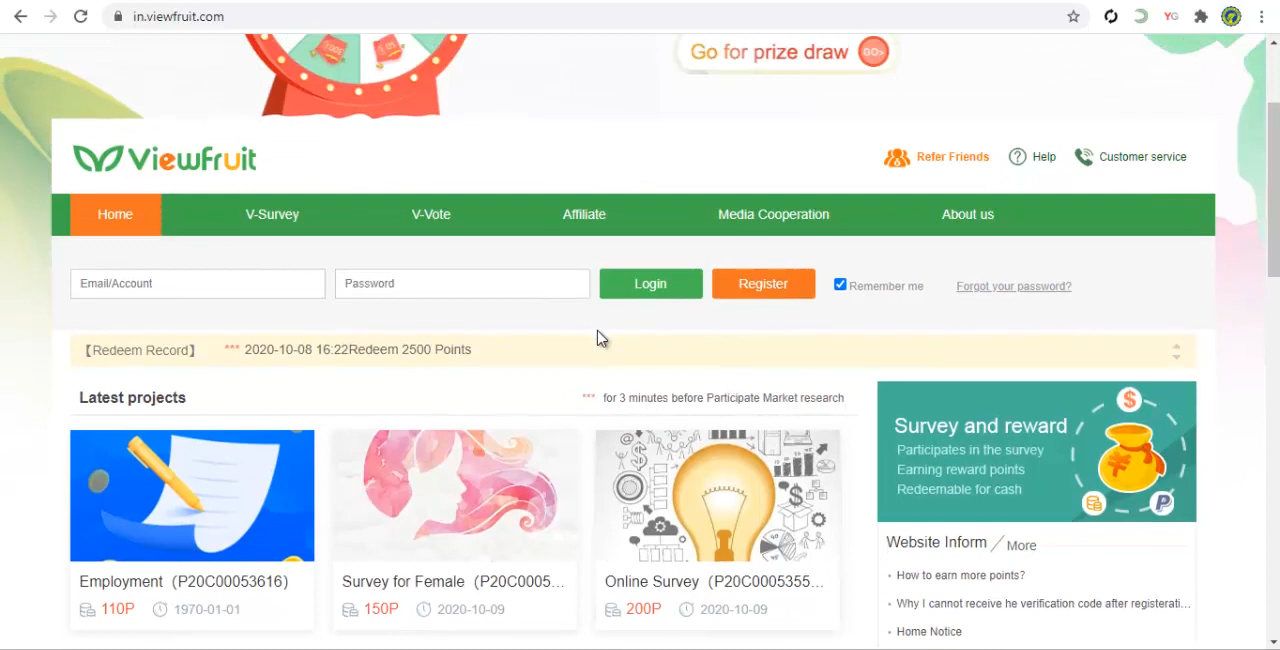 in.viewfruit.com
YG
Go for prize draw GO>
Viewfruit
Refer Friends
? Help
Customer service
Home
V-Survey
V-Vote
Affiliate
Media Cooperation
About us
Email/Account
Password
Login
Register
Remember me
Forgot your password?
【Redeem Record】 *** 2020-10-08 16:22Redeem 2500 Points
Latest projects
*** for 3 minutes before Participate Market research
Employment（P20C00053616）
110P
1970-01-01
Survey for Female（P20C0005...
150P
2020-10-09
Online Survey（P20C0005355...
200P
2020-10-09
Survey and reward
Participates in the survey
Earning reward points
Redeemable for cash
Website Inform / More
How to earn more points?
Why I cannot receive he verification code after registerati...
Home Notice